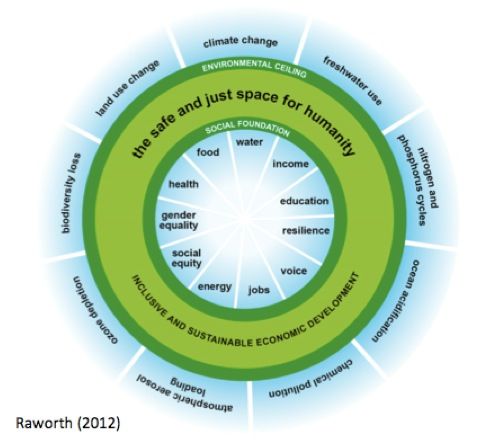 climate change
freshwater use
nitrogen and
phosphorus cycles
ocean acidification
chemical pollution
atmospheric aerosol
loading
ozone depletion
biodiversity loss
land use change
ENVIRONMENTAL CEILING
the safe and just space for humanity
SOCIAL FOUNDATION
water
income
education
resilience
voice
jobs
energy
social
equity
gender
equality
health
food
INCLUSIVE AND SUSTAINABLE ECONOMIC DEVELOPMENT
Raworth (2012)